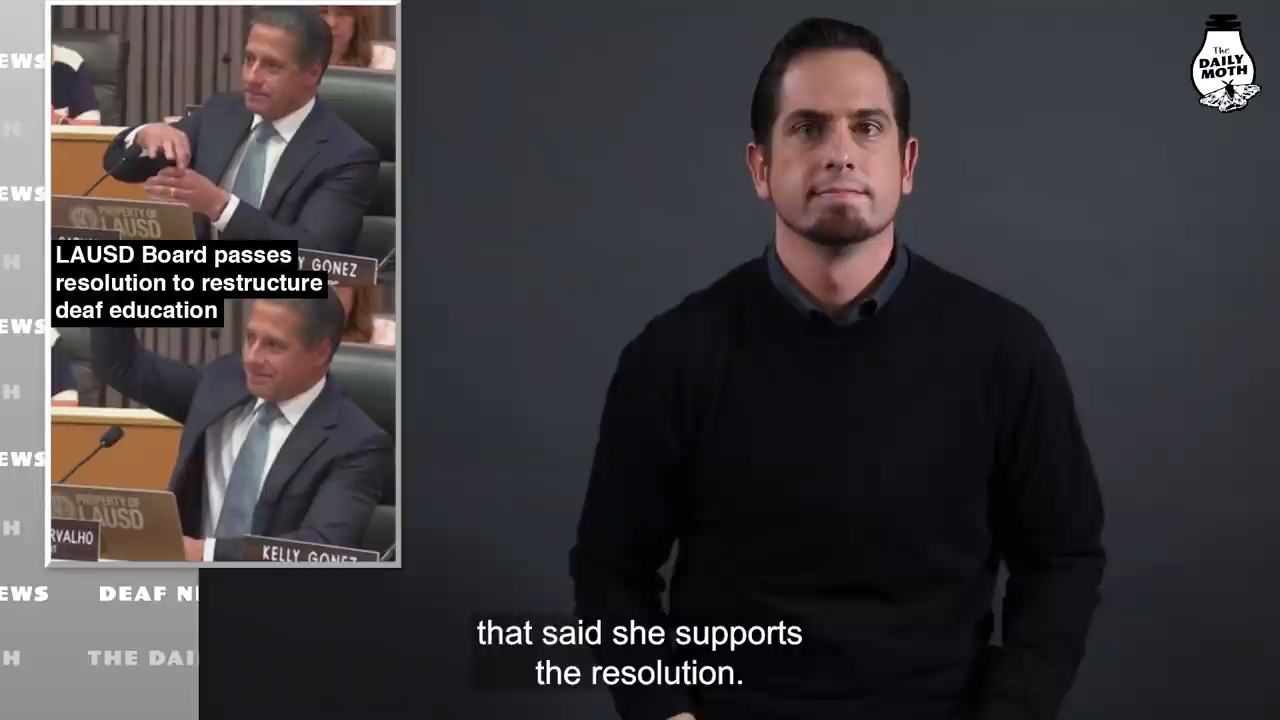 The
DAILY
MOTH
EWS
N
EWS
H
EWS
H
EWS
H
EWS
DEAF N
H
THE DAI
PROPERTY OF
LAUSD
Y GONEZ
LAUSD Board passes
resolution to restructure
deaf education
PROPERTY OF
LAUSD
RVALHO
KELLY GONEZ
that said she supports
the resolution.